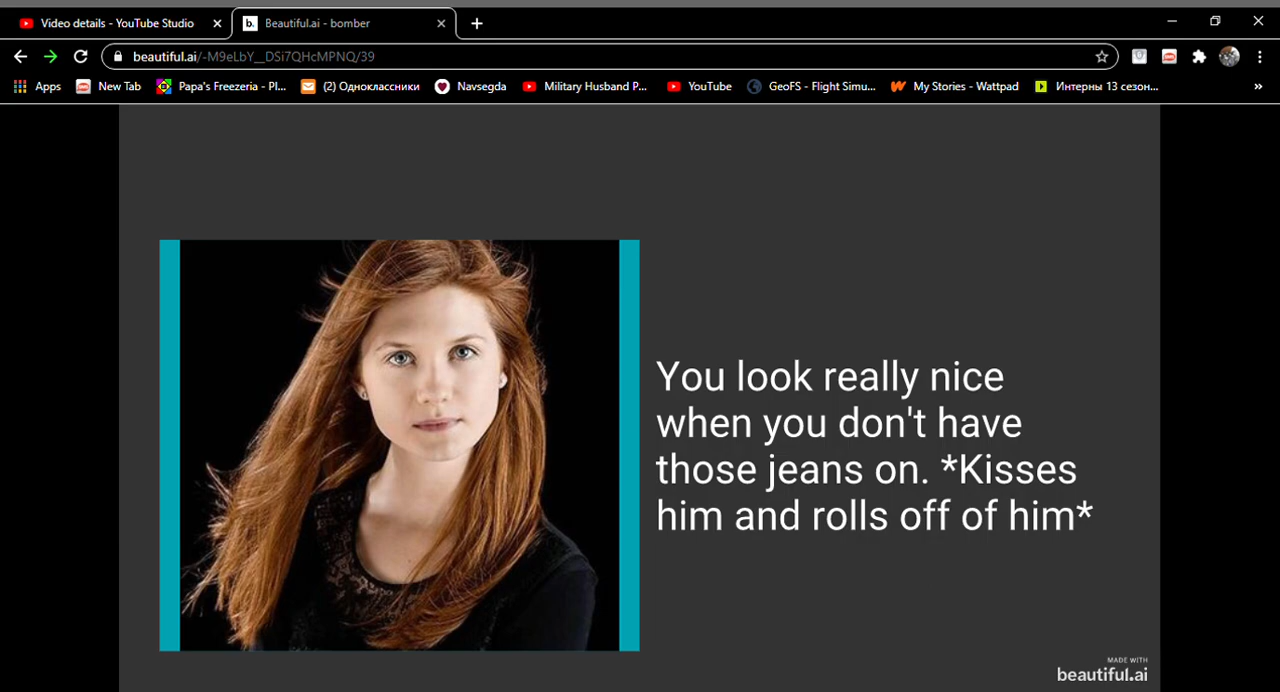 Video details - YouTube Studio
b. Beautiful.ai - bomber
beautiful.ai/-M9eLbY__DSi7QHcMPNQ/39
Apps
New Tab
Papa's Freezeria - Pl...
(2) Одноклассники
Navsegda
Military Husband P...
YouTube
GeoFS - Flight Simu...
My Stories - Wattpad
Интерны 13 сезон...
You look really nice
when you don't have
those jeans on. *Kisses
him and rolls off of him*
MADE WITH
beautiful.ai